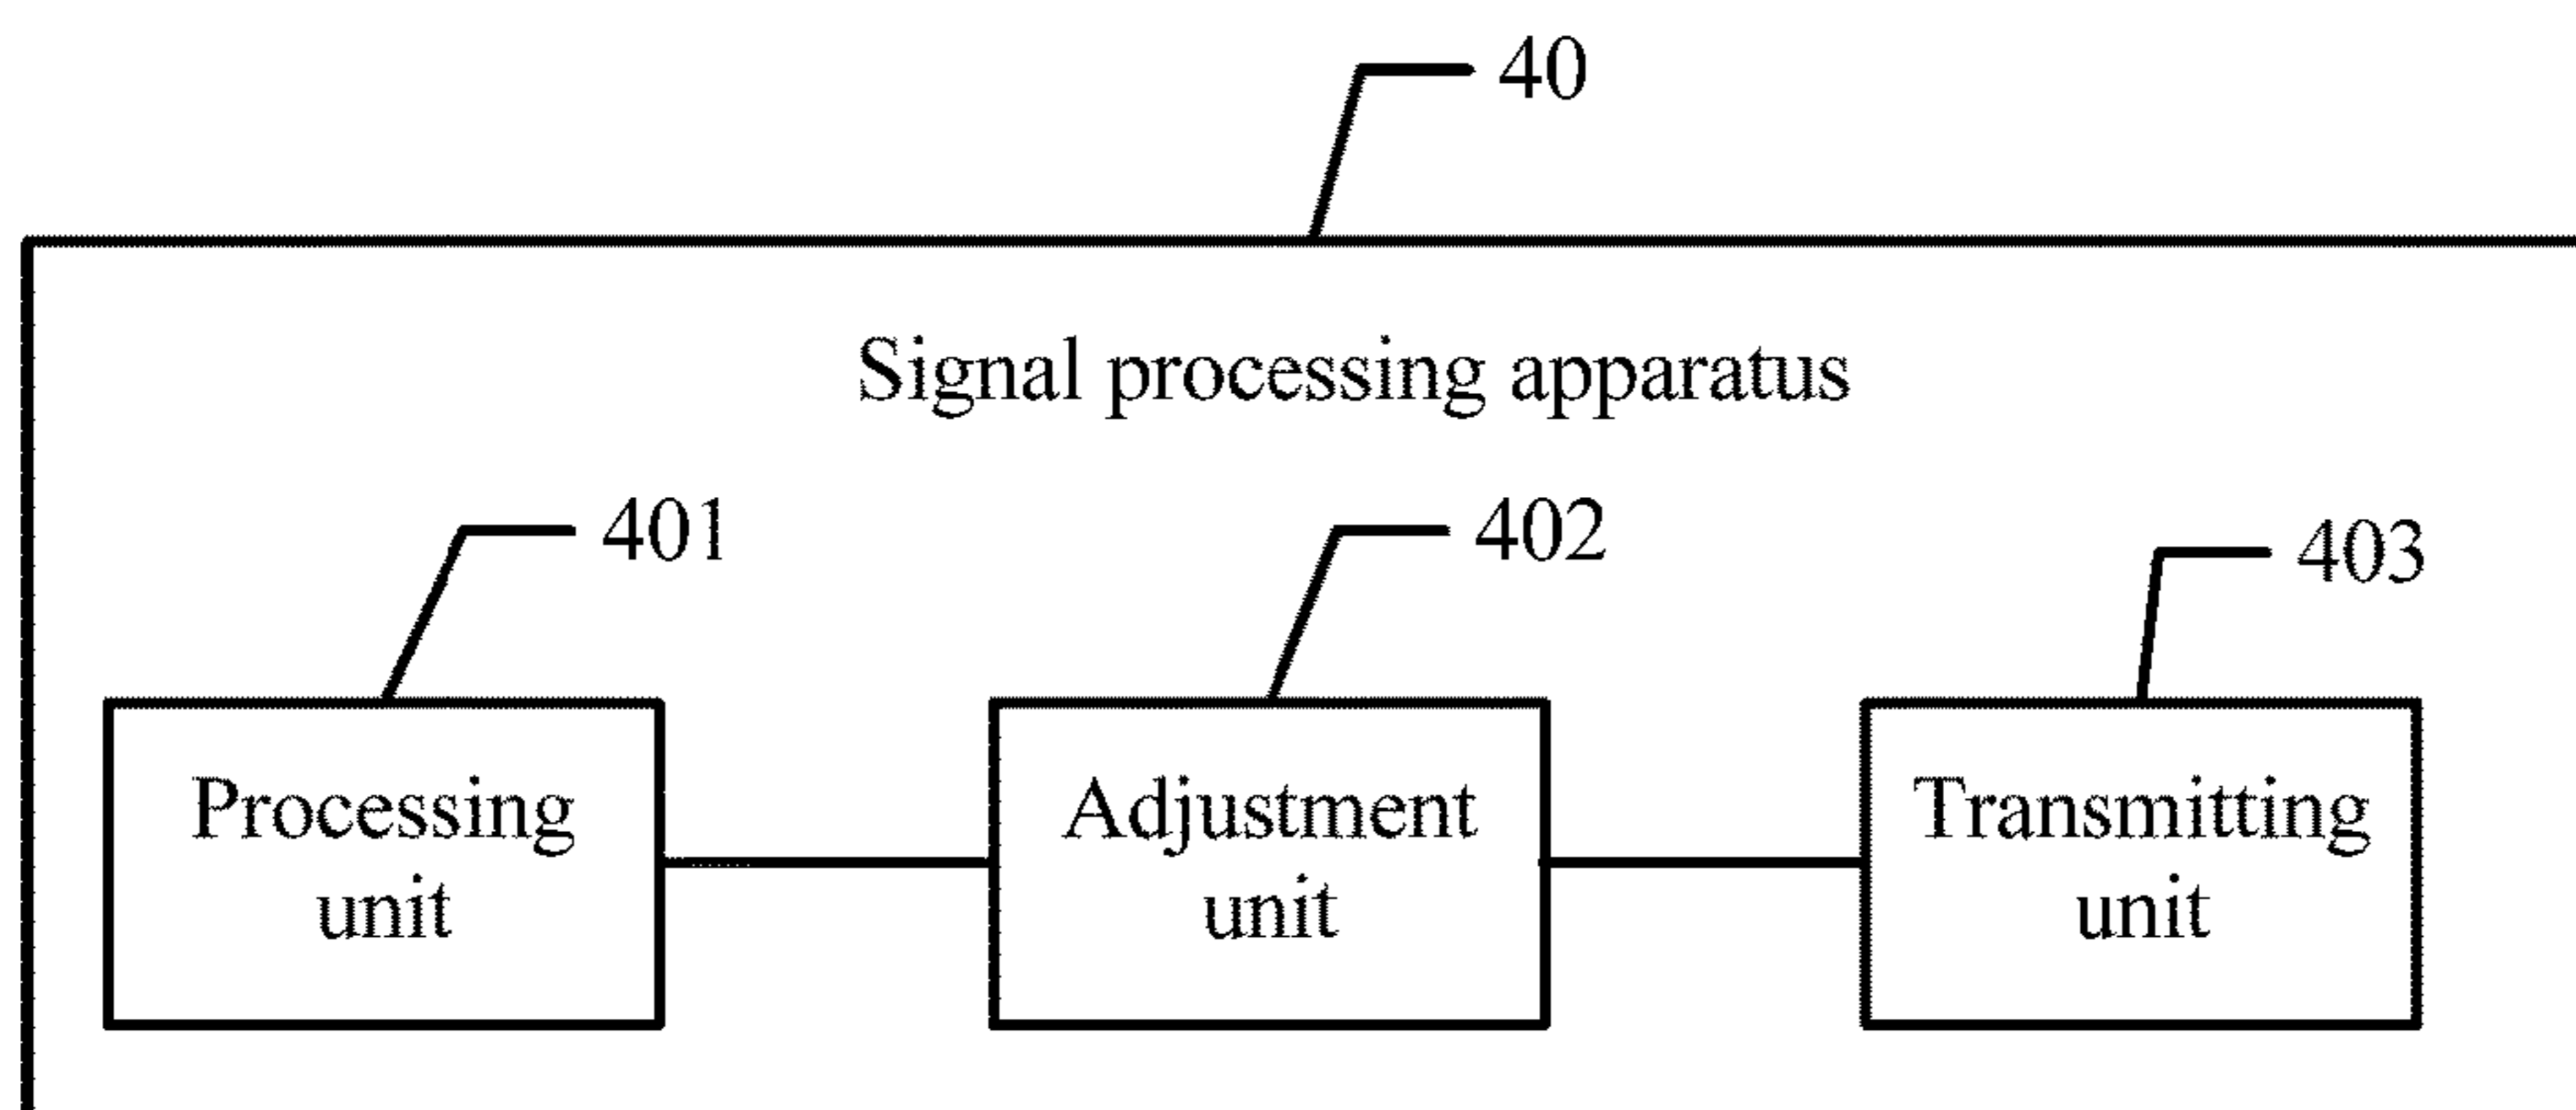 40
Signal processing apparatus
401
402
403
Processing
unit
Adjustment
unit
Transmitting
unit